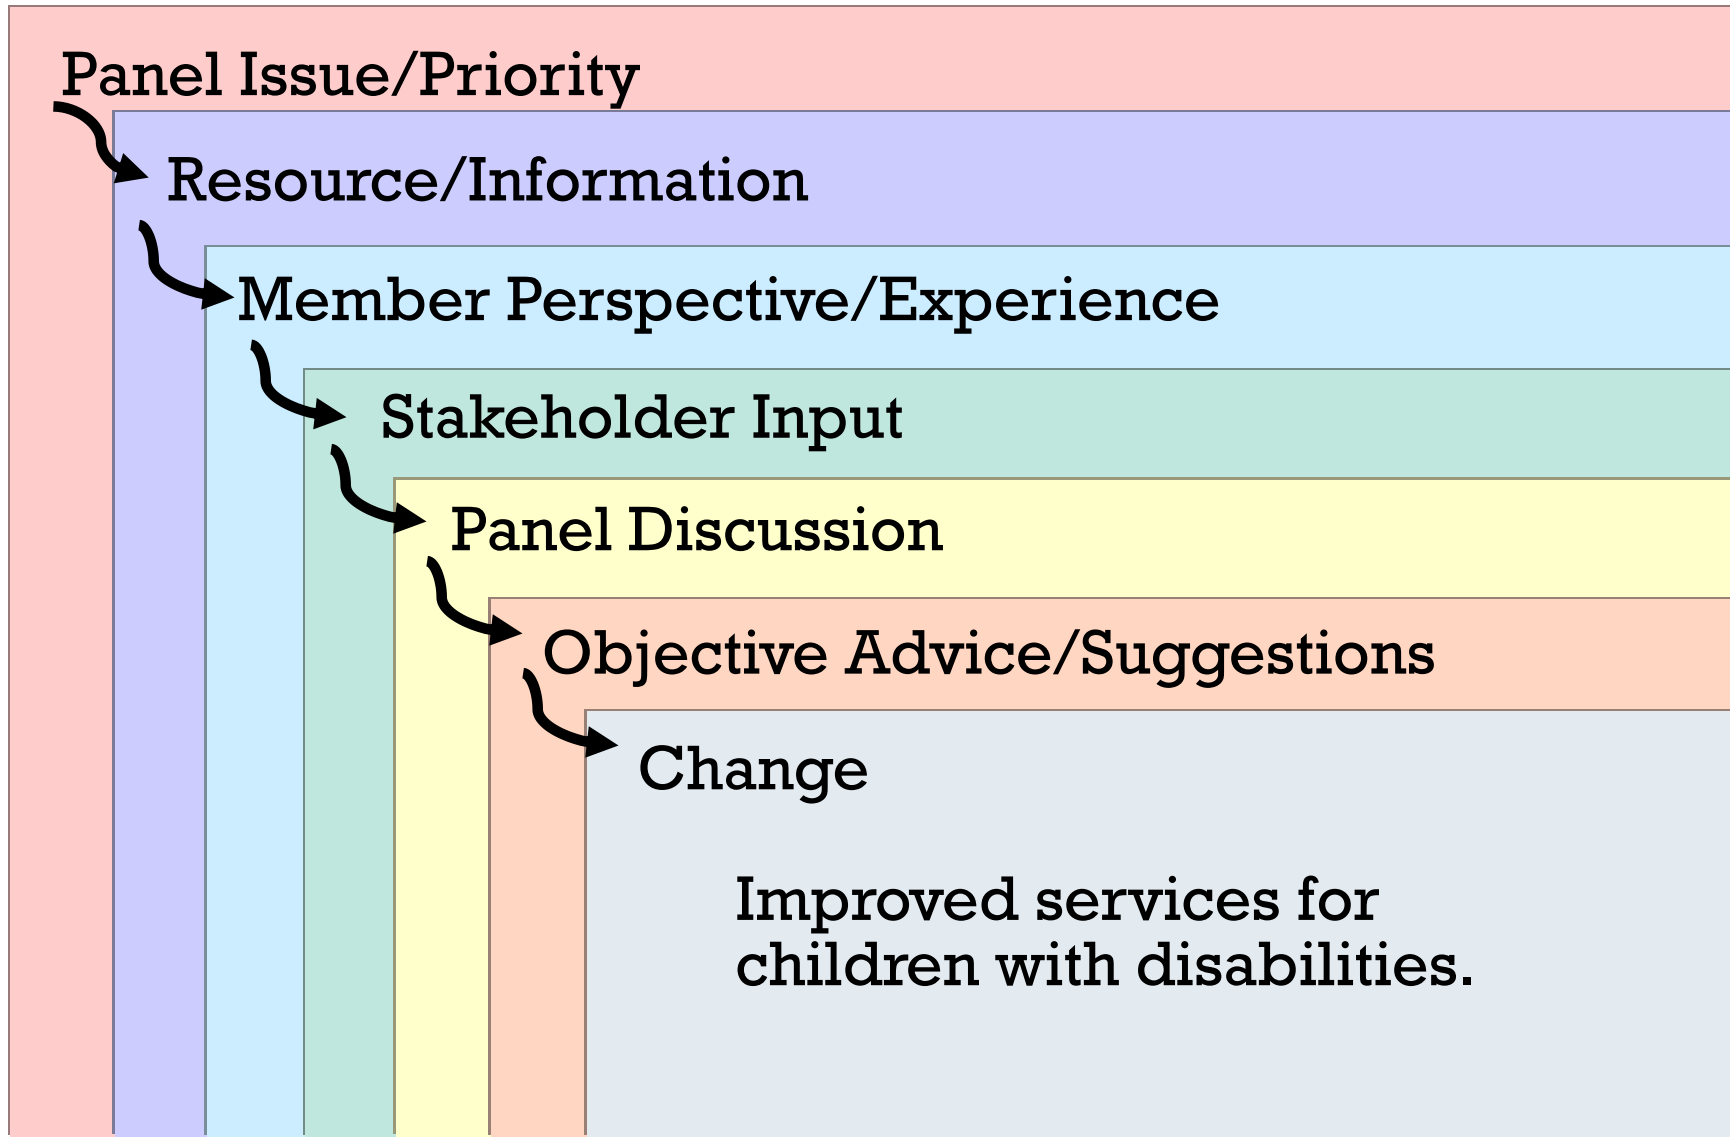 Panel Issue/Priority
Resource/Information
Member Perspective/Experience
Stakeholder Input
Panel Discussion
Objective Advice/Suggestions
Change
Improved services for
children with disabilities.